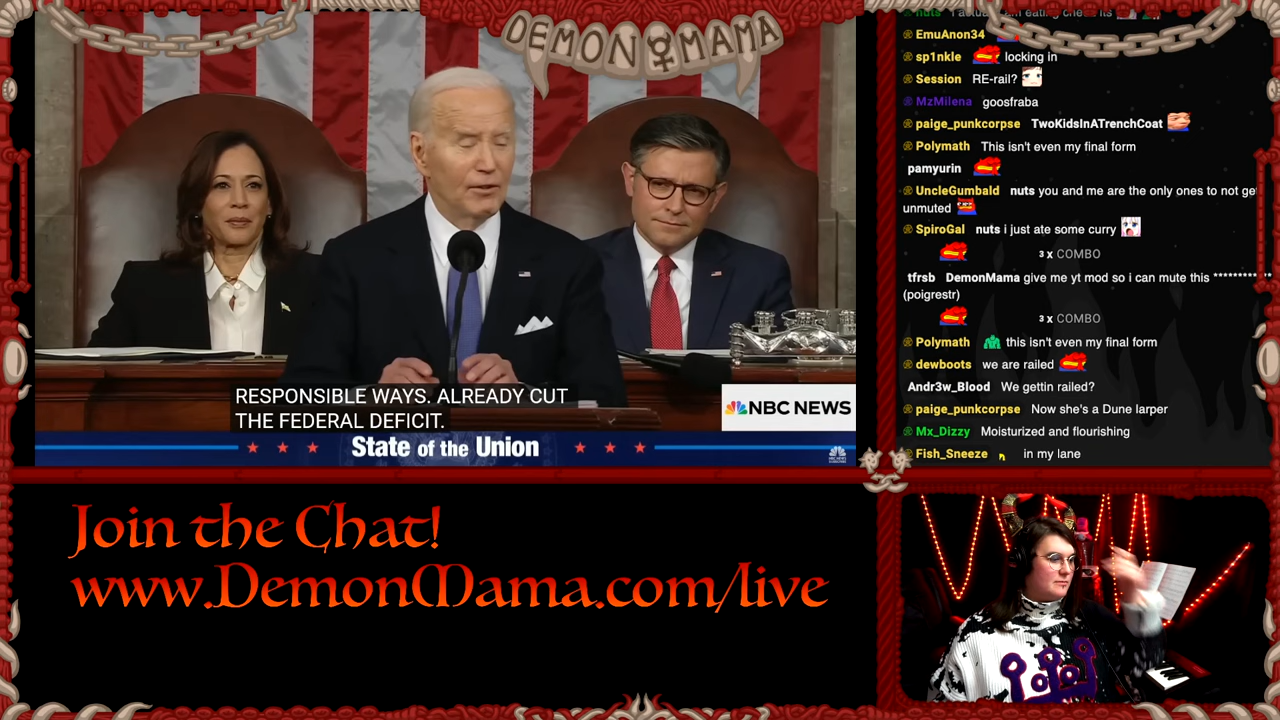 DEMON MAMA
RESPONSIBLE WAYS. ALREADY CUT
THE FEDERAL DEFICIT.
NBC NEWS
State of the Union
Join the Chat!
www.DemonMama.com/live
EmuAnon34
sp1nkle locking in
Session RE-rail?
MzMilena goosfraba
paige_punkcorpse TwoKidsInATrenchCoat
Polymath This isn't even my final form
pamyurin
UncleGumbald nuts you and me are the only ones to not get
unmuted
SpiroGal nuts i just ate some curry
3 x COMBO
tfrsb DemonMama give me yt mod so i can mute this ************
(poigrestr)
3 x COMBO
Polymath this isn't even my final form
dewboots we are railed
Andr3w_Blood We gettin railed?
paige_punkcorpse Now she's a Dune larper
Mx_Dizzy Moisturized and flourishing
Fish_Sneeze in my lane